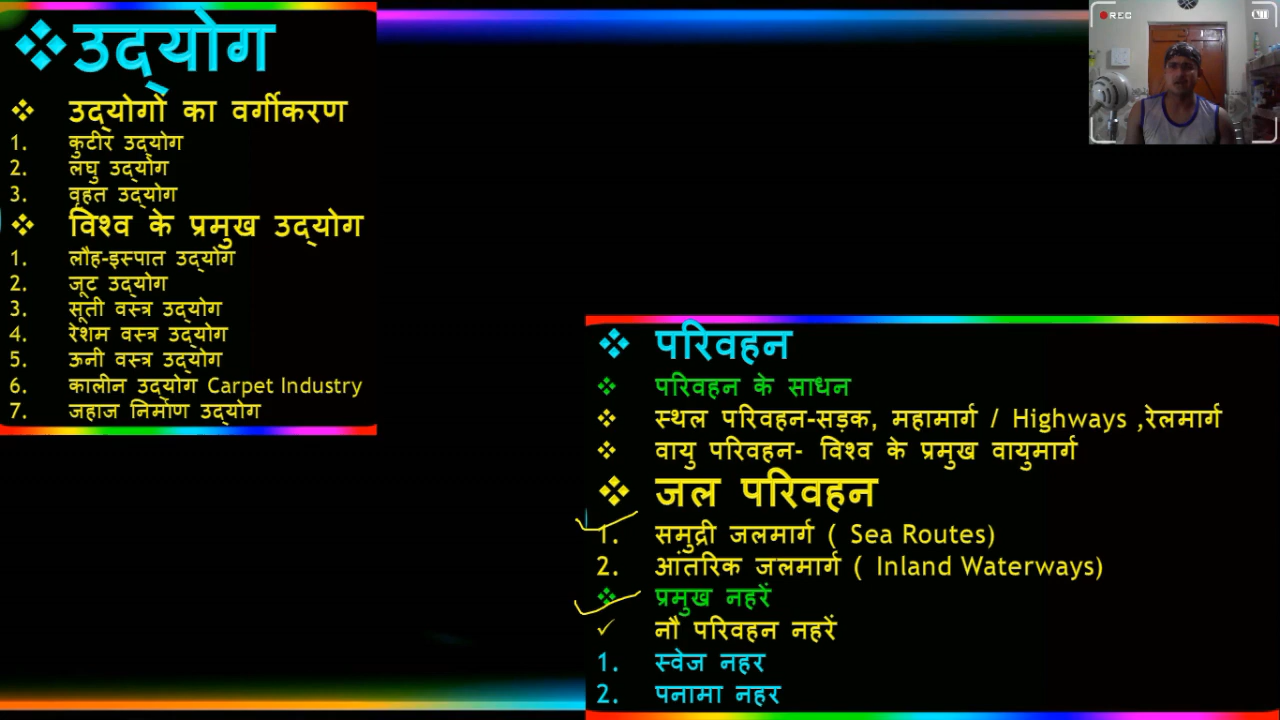 ❖उद्योग
❖ उद्योगों का वर्गीकरण
1. कुटीर उद्योग
2. लघु उद्योग
3. वृहत उद्योग
❖ विश्व के प्रमुख उद्योग
1. लौह-इस्पात उद्योग
2. जूट उद्योग
3. सूती वस्त्र उद्योग
4. रेशम वस्त्र उद्योग
5. ऊनी वस्त्र उद्योग
6. कालीन उद्योग Carpet Industry
7. जहाज निर्माण उद्योग
REC
❖ परिवहन
❖ परिवहन के साधन
❖ स्थल परिवहन-सड़क, महामार्ग / Highways ,रेलमार्ग
❖ वायु परिवहन- विश्व के प्रमुख वायुमार्ग
❖ जल परिवहन
1. समुद्री जलमार्ग ( Sea Routes)
2. आंतरिक जलमार्ग ( Inland Waterways)
❖ प्रमुख नहरें
✓ नौ परिवहन नहरें
1. स्वेज नहर
2. पनामा नहर